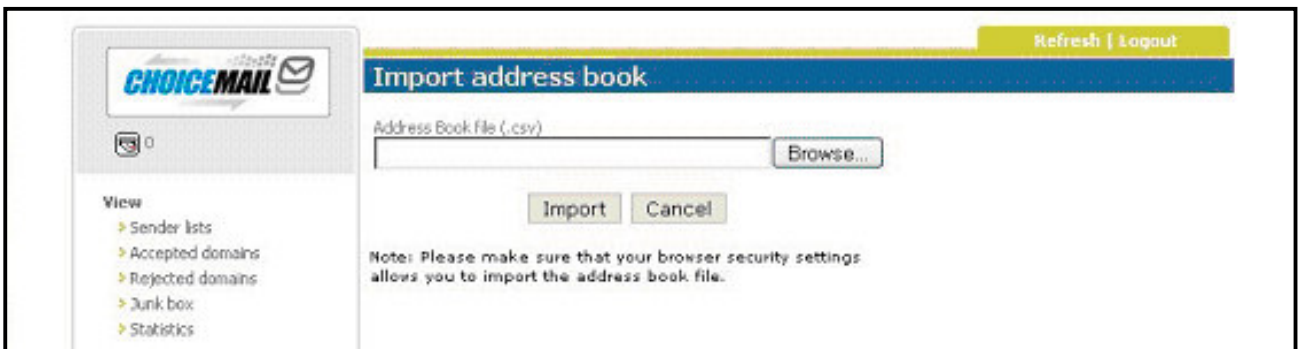 Refresh | Logout
CHOICEMAIL
Import address book
0
Address Book file (.csv)
Browse...
Import Cancel
View
Sender lists
Accepted domains
Rejected domains
Junk box
Statistics
Note: Please make sure that your browser security settings
allows you to import the address book file.